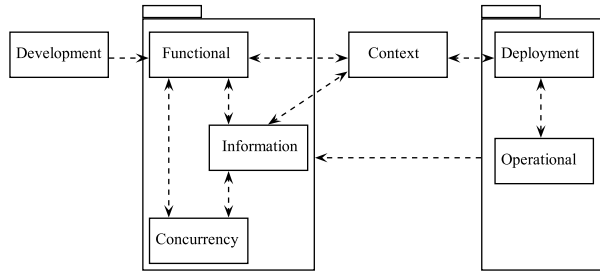 Development
Functional
Context
Deployment
Information
Operational
Concurrency